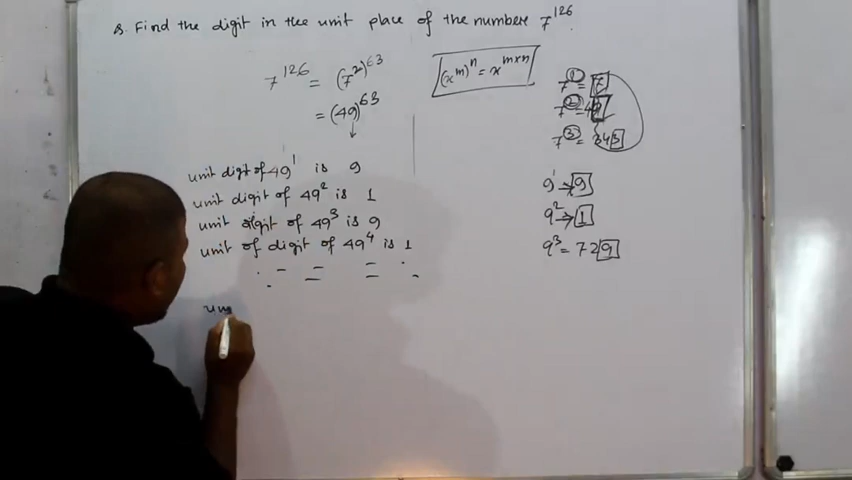 Q. Find the digit in the unit place of the numbers 7^126.
7^126 = (7^2)^63
= (49)^63
(x^m)^n = x^m×n
unit digit of 49^1 is 9
unit digit of 49^2 is 1
unit digit of 49^3 is 9
unit of digit of 49^4 is 1
7^1 = 7
7^2 = 49
7^3 = 343
9^1 → 9
9^2 → 1
9^3 = 729